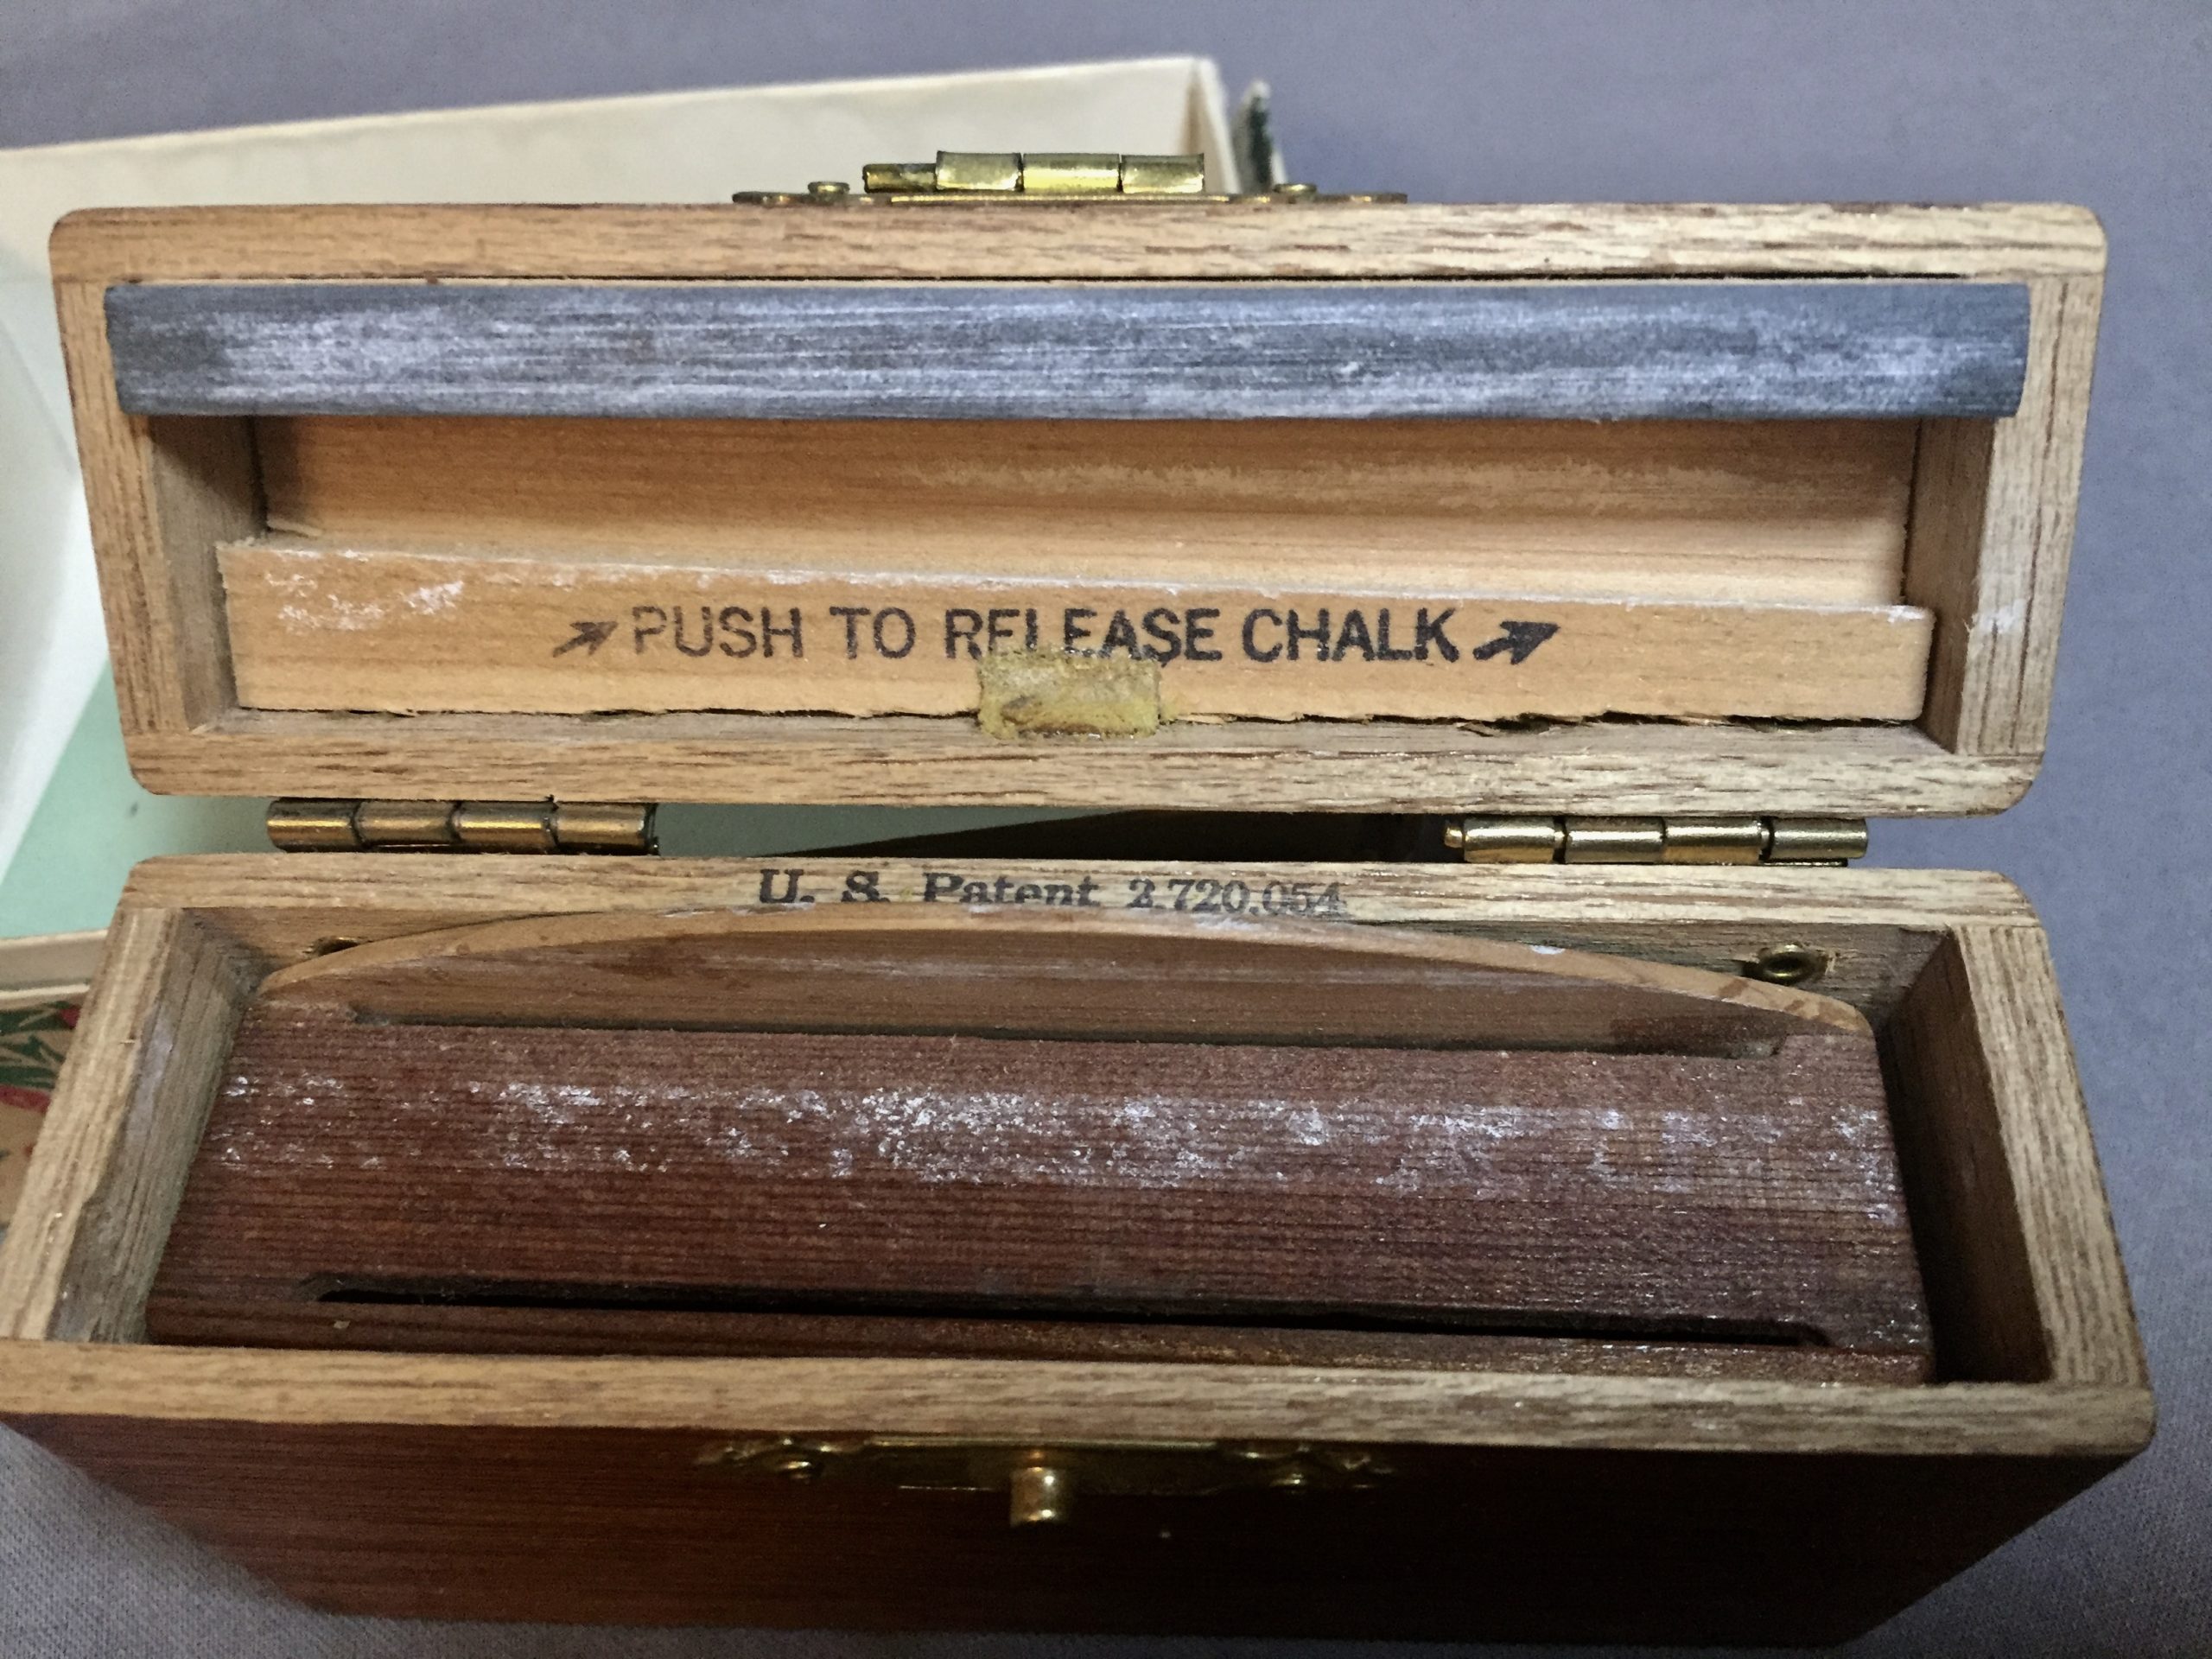 PUSH TO RELEASE CHALK
U. S. Patent 2,720,054